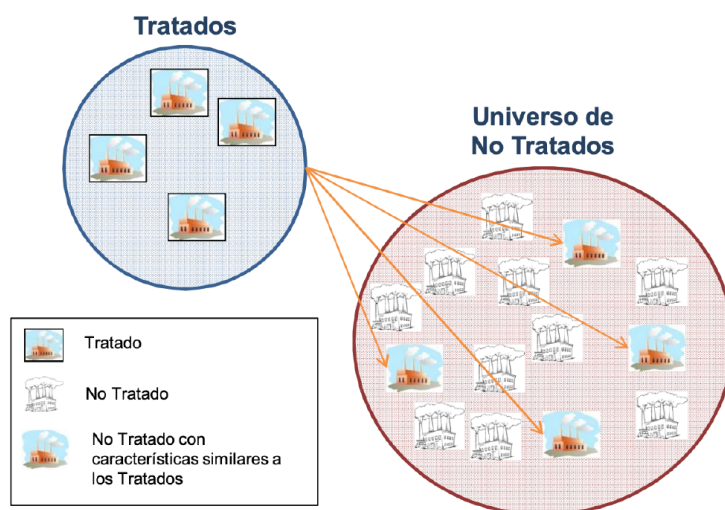 Tratados
Universo de
No Tratados
Tratado
No Tratado
No Tratado con
características similares a
los Tratados